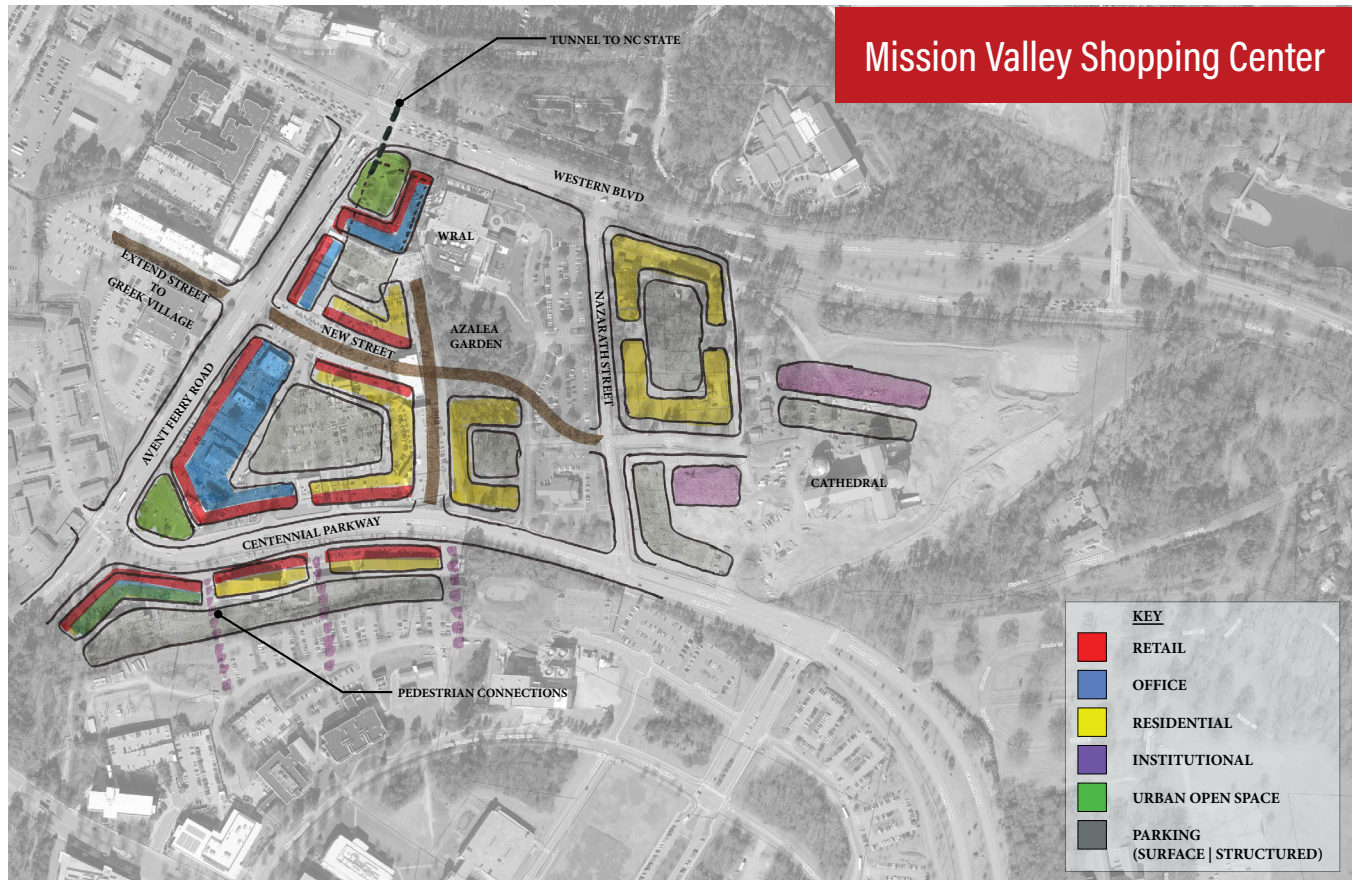 Mission Valley Shopping Center
TUNNEL TO NC STATE
WESTERN BLVD
WRAL
EXTEND STREET
TO
GREEK VILLAGE
NAZARATH STREET
AZALEA
GARDEN
NEW STREET
AVENT FERRY ROAD
CATHEDRAL
CENTENNIAL PARKWAY
PEDESTRIAN CONNECTIONS
KEY
RETAIL
OFFICE
RESIDENTIAL
INSTITUTIONAL
URBAN OPEN SPACE
PARKING
(SURFACE | STRUCTURED)